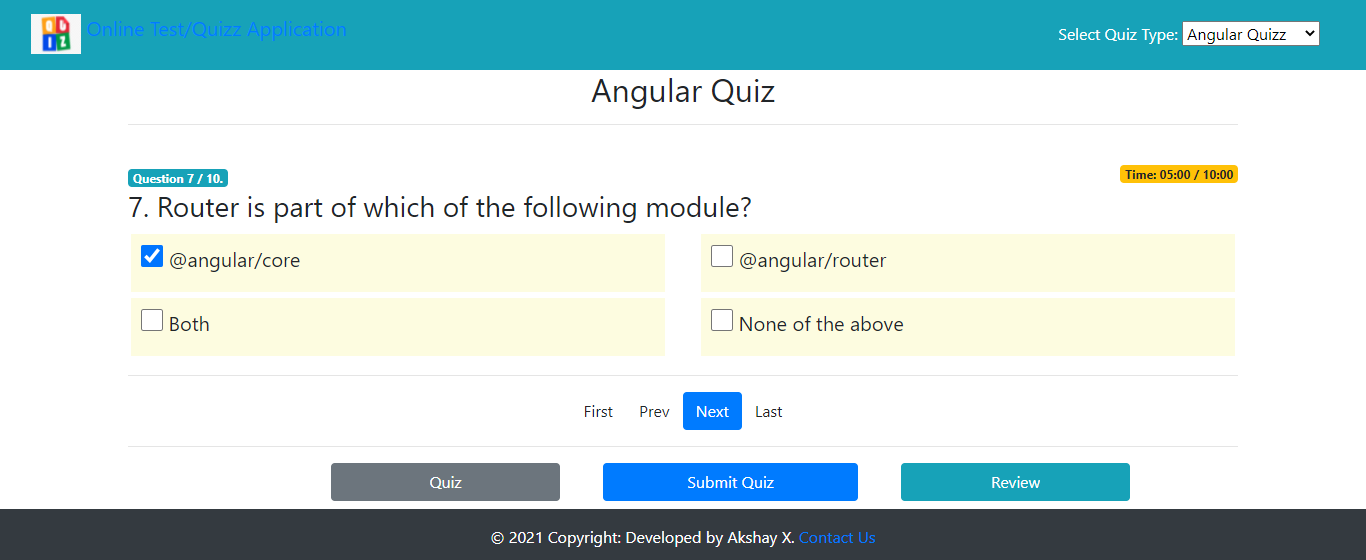 QUIZ Online Test/Quizz Application
Select Quiz Type: Angular Quizz
Angular Quiz
Question 7 / 10.
Time: 05:00 / 10:00
7. Router is part of which of the following module?
@angular/core
@angular/router
Both
None of the above
First Prev Next Last
Quiz Submit Quiz Review
© 2021 Copyright: Developed by Akshay X. Contact Us